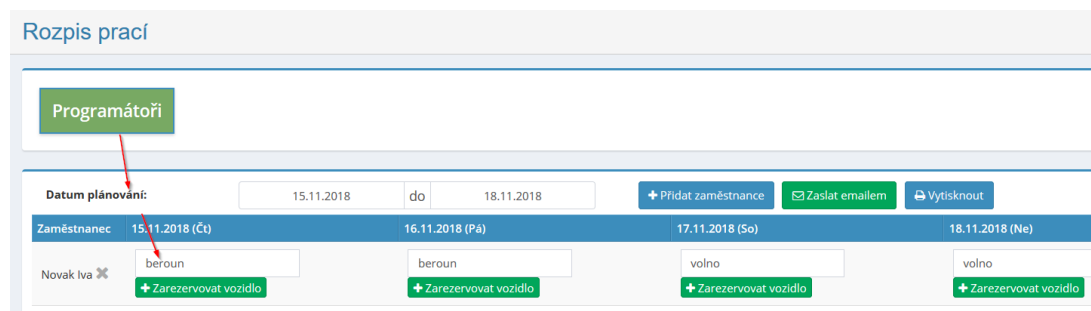 Rozpis prací
Programátoři
Datum plánování: 15.11.2018 do 18.11.2018 Přidat zaměstnance Zaslat emailem Vytisknout
Zaměstnanec 15.11.2018 (Čt) 16.11.2018 (Pá) 17.11.2018 (So) 18.11.2018 (Ne)
Novak Iva beroun beroun volno volno
Zarezervovat vozidlo Zarezervovat vozidlo Zarezervovat vozidlo Zarezervovat vozidlo